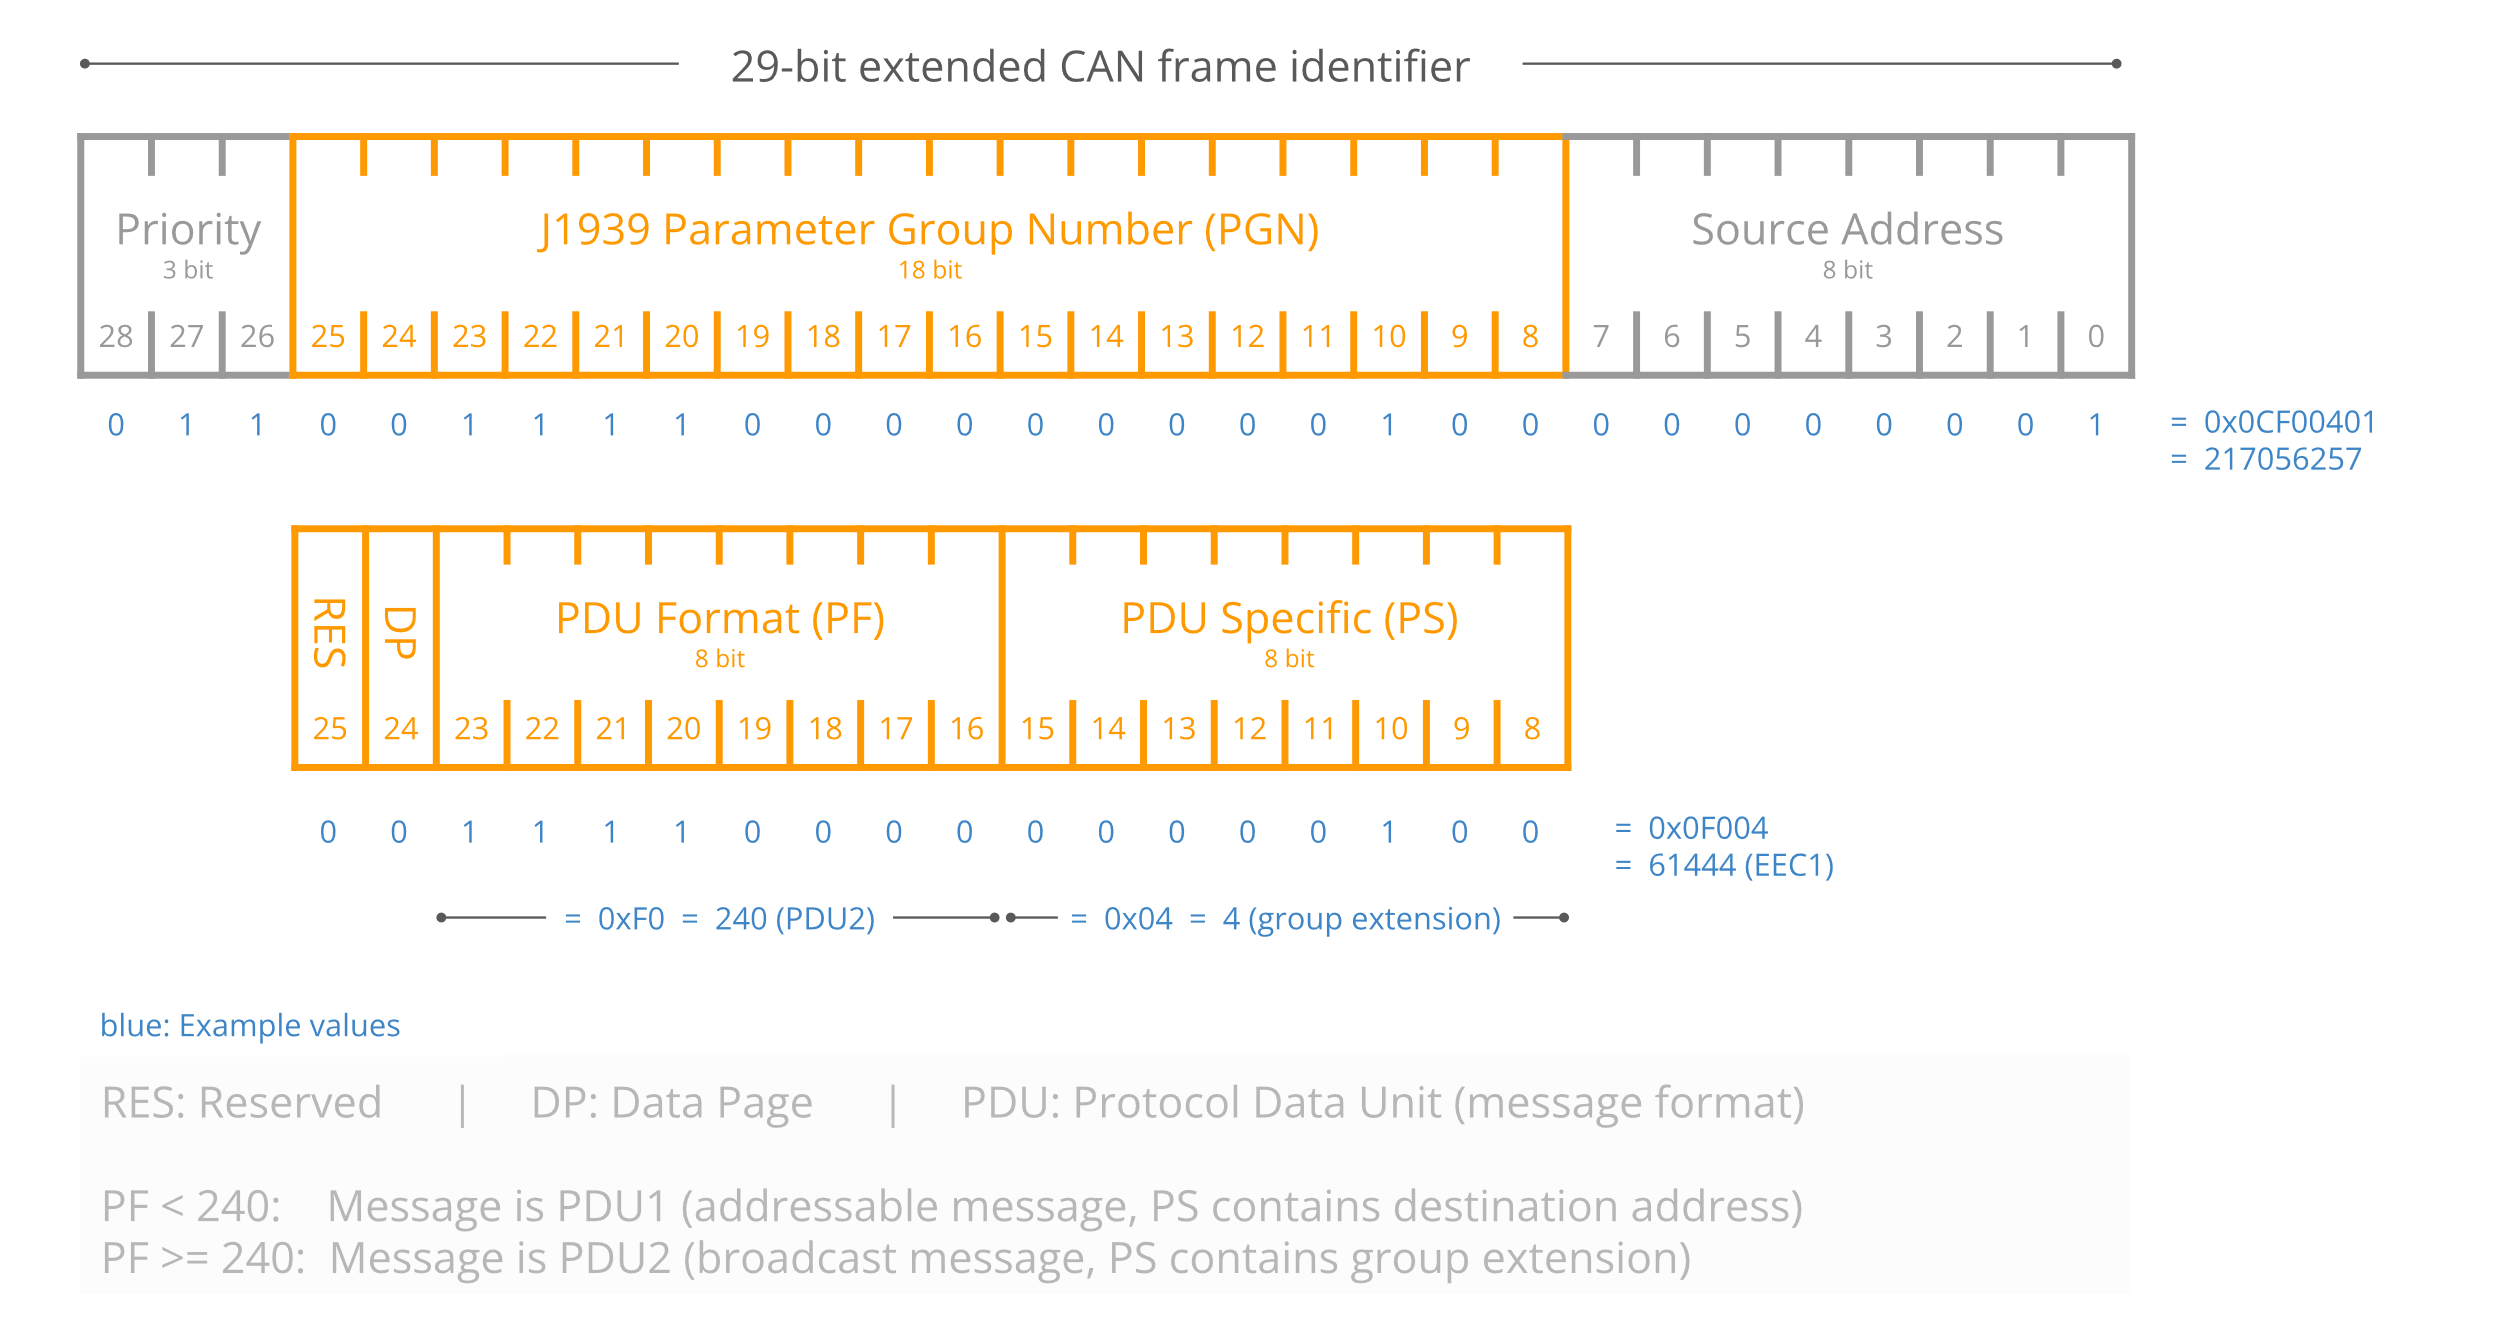 29-bit extended CAN frame identifier
Priority J1939 Parameter Group Number (PGN) Source Address
3 bit 18 bit 8 bit
28 27 26 25 24 23 22 21 20 19 18 17 16 15 14 13 12 11 10 9 8 7 6 5 4 3 2 1 0
0 1 1 0 0 1 1 1 1 0 0 0 0 0 0 0 0 0 1 0 0 0 0 0 0 0 0 0 1 = 0x0CF00401
= 217056257
RES DP PDU Format (PF) PDU Specific (PS)
8 bit 8 bit
25 24 23 22 21 20 19 18 17 16 15 14 13 12 11 10 9 8
0 0 1 1 1 1 0 0 0 0 0 0 0 0 0 1 0 0 = 0x0F004
= 61444 (EEC1)
= 0xF0 = 240 (PDU2) = 0x04 = 4 (group extension)
blue: Example values
RES: Reserved | DP: Data Page | PDU: Protocol Data Unit (message format)
PF < 240: Message is PDU1 (addressable message, PS contains destination address)
PF >= 240: Message is PDU2 (broadcast message, PS contains group extension)